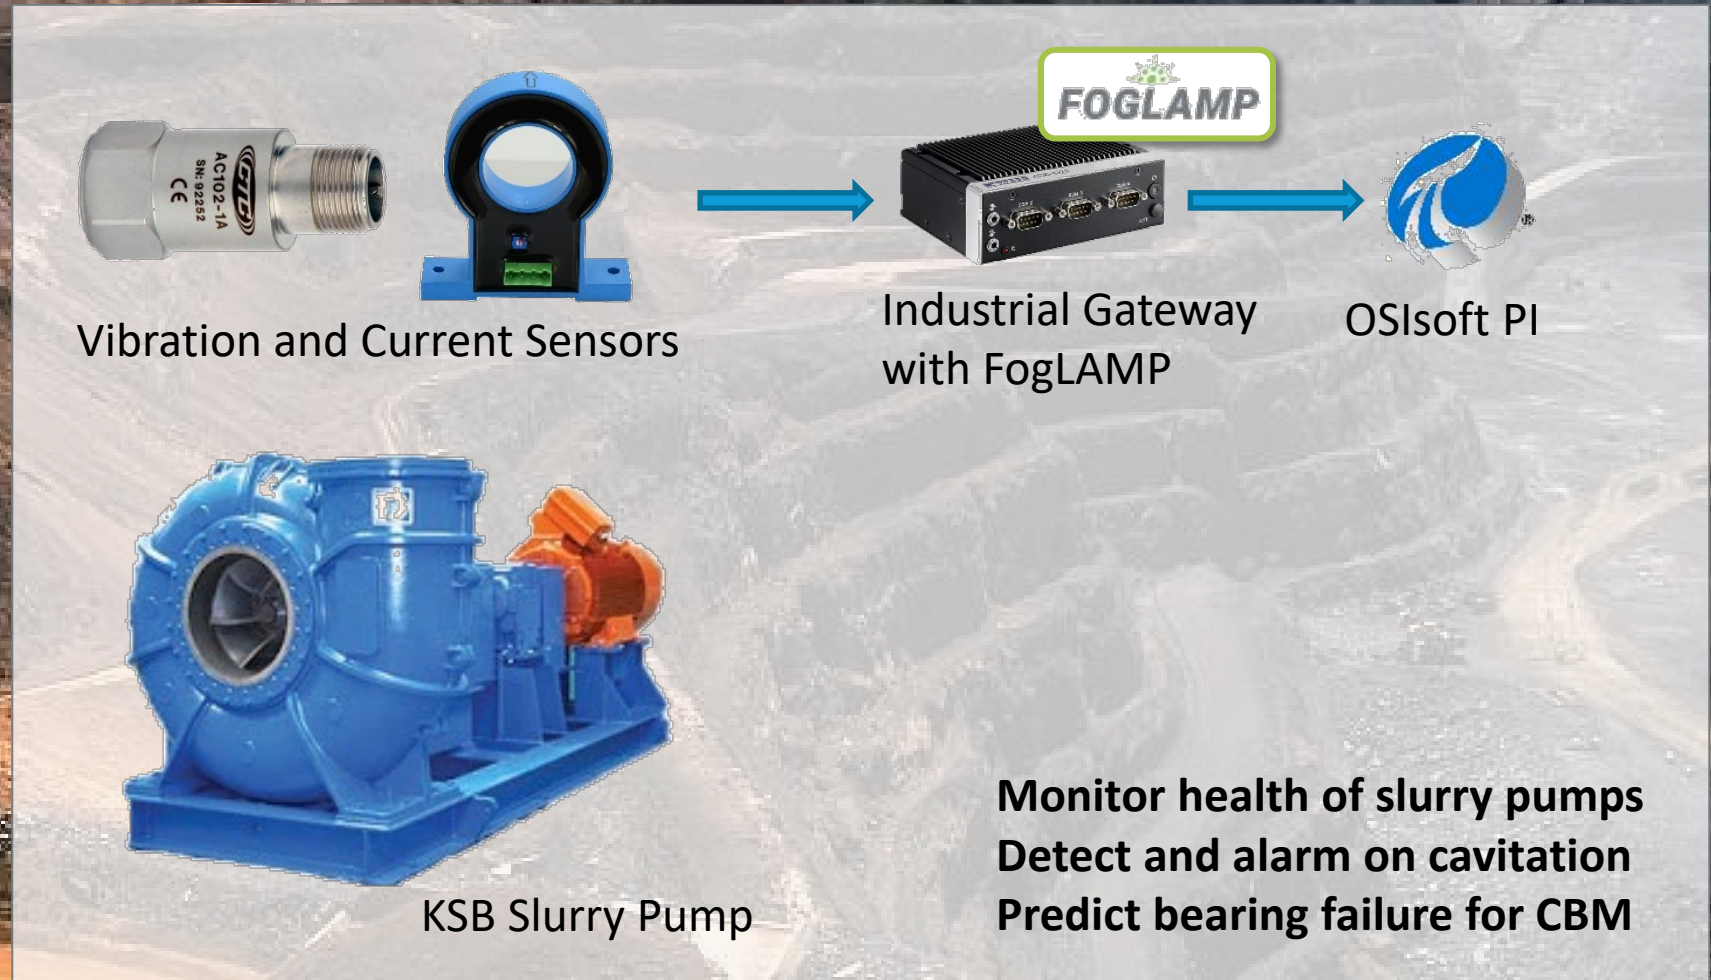 FOGLAMP
CTC
AC102-1A
SN:92252
CE
Vibration and Current Sensors
Industrial Gateway
with FogLAMP
OSIsoft PI
®
KSB Slurry Pump
Monitor health of slurry pumps
Detect and alarm on cavitation
Predict bearing failure for CBM